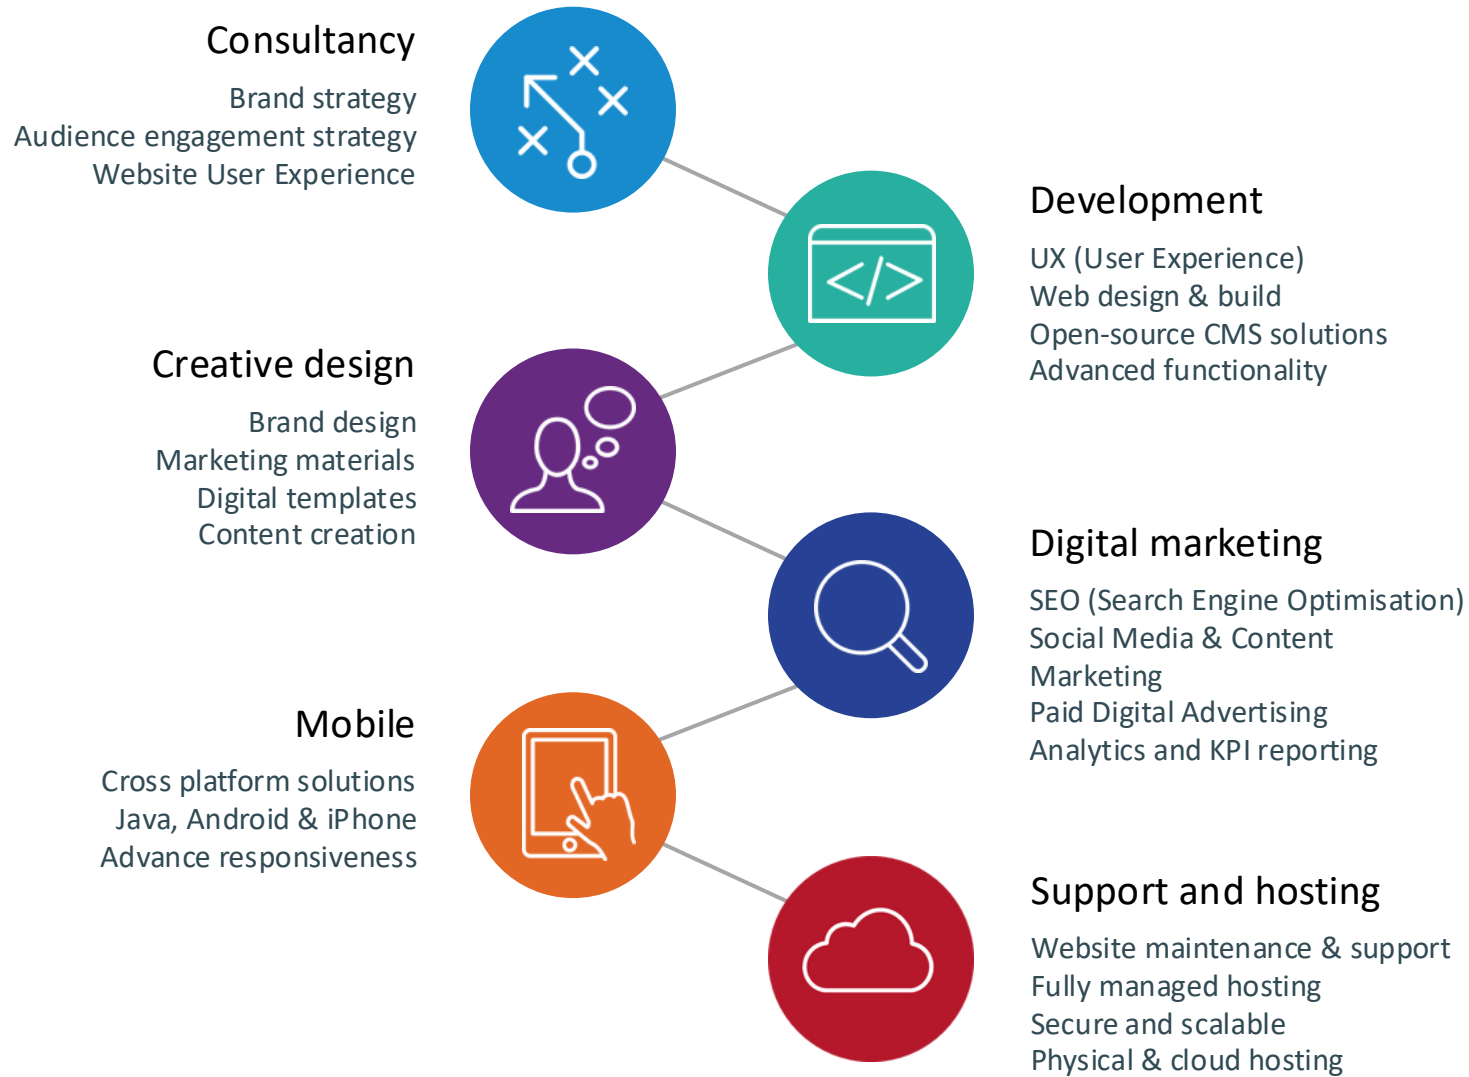 Consultancy
Brand strategy
Audience engagement strategy
Website User Experience
Development
UX (User Experience)
Web design & build
Open-source CMS solutions
Advanced functionality
Creative design
Brand design
Marketing materials
Digital templates
Content creation
Digital marketing
SEO (Search Engine Optimisation)
Social Media & Content
Marketing
Paid Digital Advertising
Analytics and KPI reporting
Mobile
Cross platform solutions
Java, Android & iPhone
Advance responsiveness
Support and hosting
Website maintenance & support
Fully managed hosting
Secure and scalable
Physical & cloud hosting